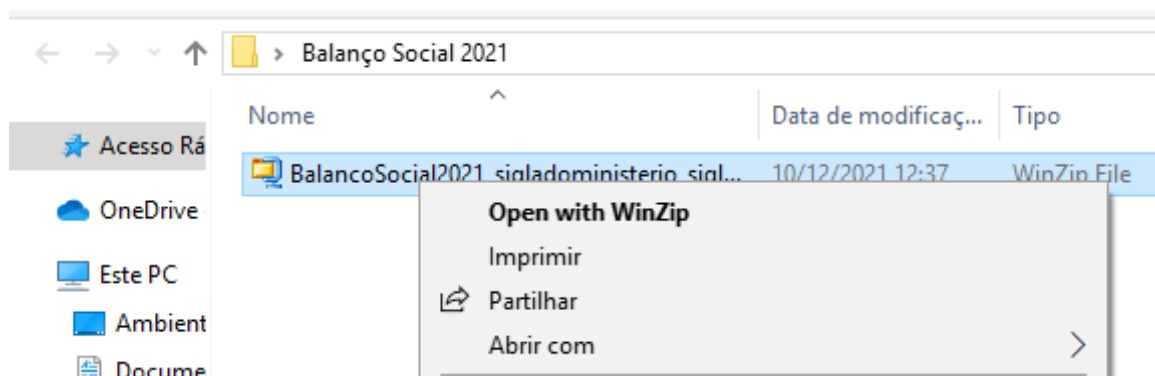 Balanço Social 2021
Nome Data de modificaç... Tipo
Acesso Rá
BalancoSocial2021_sigladoministerio_sigl... 10/12/2021 12:37 WinZip File
OneDrive
Open with WinZip
Imprimir
Este PC
Partilhar
Ambient
Abrir com
Docume